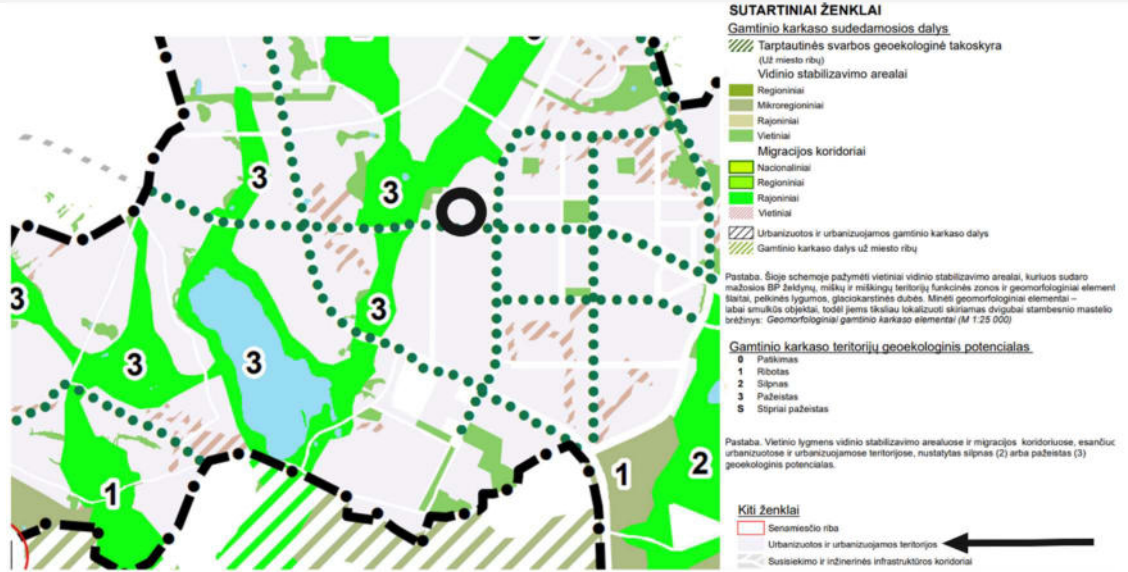 SUTARTINIAI ŽENKLAI
Gamtinio karkaso sudedamosios dalys
Tarptautinės svarbos geoekologinė takoskyra
(Už miesto ribų)
Vidinio stabilizavimo arealai
Regioniniai
Mikroregioniniai
Rajoniniai
Vietiniai
Migracijos koridoriai
Nacionaliniai
Regioniniai
Rajoniniai
Vietiniai
Urbanizuotos ir urbanizuojamos gamtinio karkaso dalys
Gamtinio karkaso dalys už miesto ribų
Pastaba. Šioje schemoje pažymėti vietiniai vidinio stabilizavimo arealai, kuriuos sudaro
mažosios BP želdynų, miškų ir miškingų teritorijų funkcinės zonos ir geomorfologiniai element
šlaitai, pelkinės lygumos, glaciokarstinės dubės. Minėti geomorfologiniai elementai –
labai smulkūs objektai, todėl jiems tiksliau lokalizuoti skiriamas dvigubai stambesnio mastelio
brėžinys: Geomorfologiniai gamtinio karkaso elementai (M 1:25 000)
Gamtinio karkaso teritorijų geoekologinis potencialas
0 Patikimas
1 Ribotas
2 Silpnas
3 Pažeistas
S Stipriai pažeistas
Pastaba. Vietinio lygmens vidinio stabilizavimo arealuose ir migracijos koridoriuose, esančiuc
urbanizuotose ir urbanizuojamose teritorijose, nustatytas silpnas (2) arba pažeistas (3)
geoekologinis potencialas.
Kiti ženklai
Senamiesčio riba
Urbanizuotos ir urbanizuojamos teritorijos
Susisiekimo ir inžinerinės infrastruktūros koridoriai
3
3
3
3
3
3
1
1
2